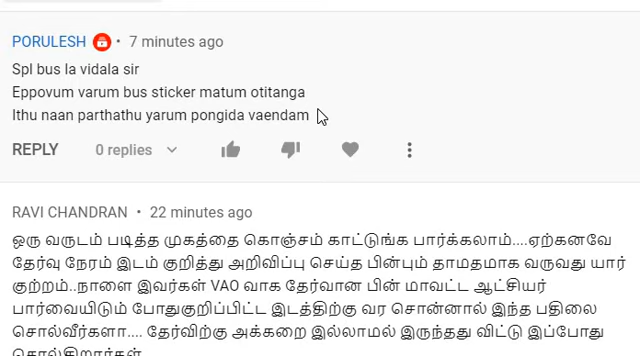 PORULESH • 7 minutes ago
Spl bus la vidala sir
Eppovum varum bus sticker matum otitanga
Ithu naan parthathu yarum pongida vaendam
REPLY 0 replies
RAVI CHANDRAN • 22 minutes ago
ஒரு வருடம் படித்த முகத்தை கொஞ்சம் காட்டுங்க பார்க்கலாம்....ஏற்கனவே
தேர்வு நேரம் இடம் குறித்து அறிவிப்பு செய்த பின்பும் தாமதமாக வருவது யார்
குற்றம்..நாளை இவர்கள் VAO வாக தேர்வான பின் மாவட்ட ஆட்சியர்
பார்வையிடும் போதுகுறிப்பிட்ட இடத்திற்கு வர சொன்னால் இந்த பதிலை
சொல்வீர்களா.... தேர்விற்கு அக்கறை இல்லாமல் இருந்தது விட்டு இப்போது